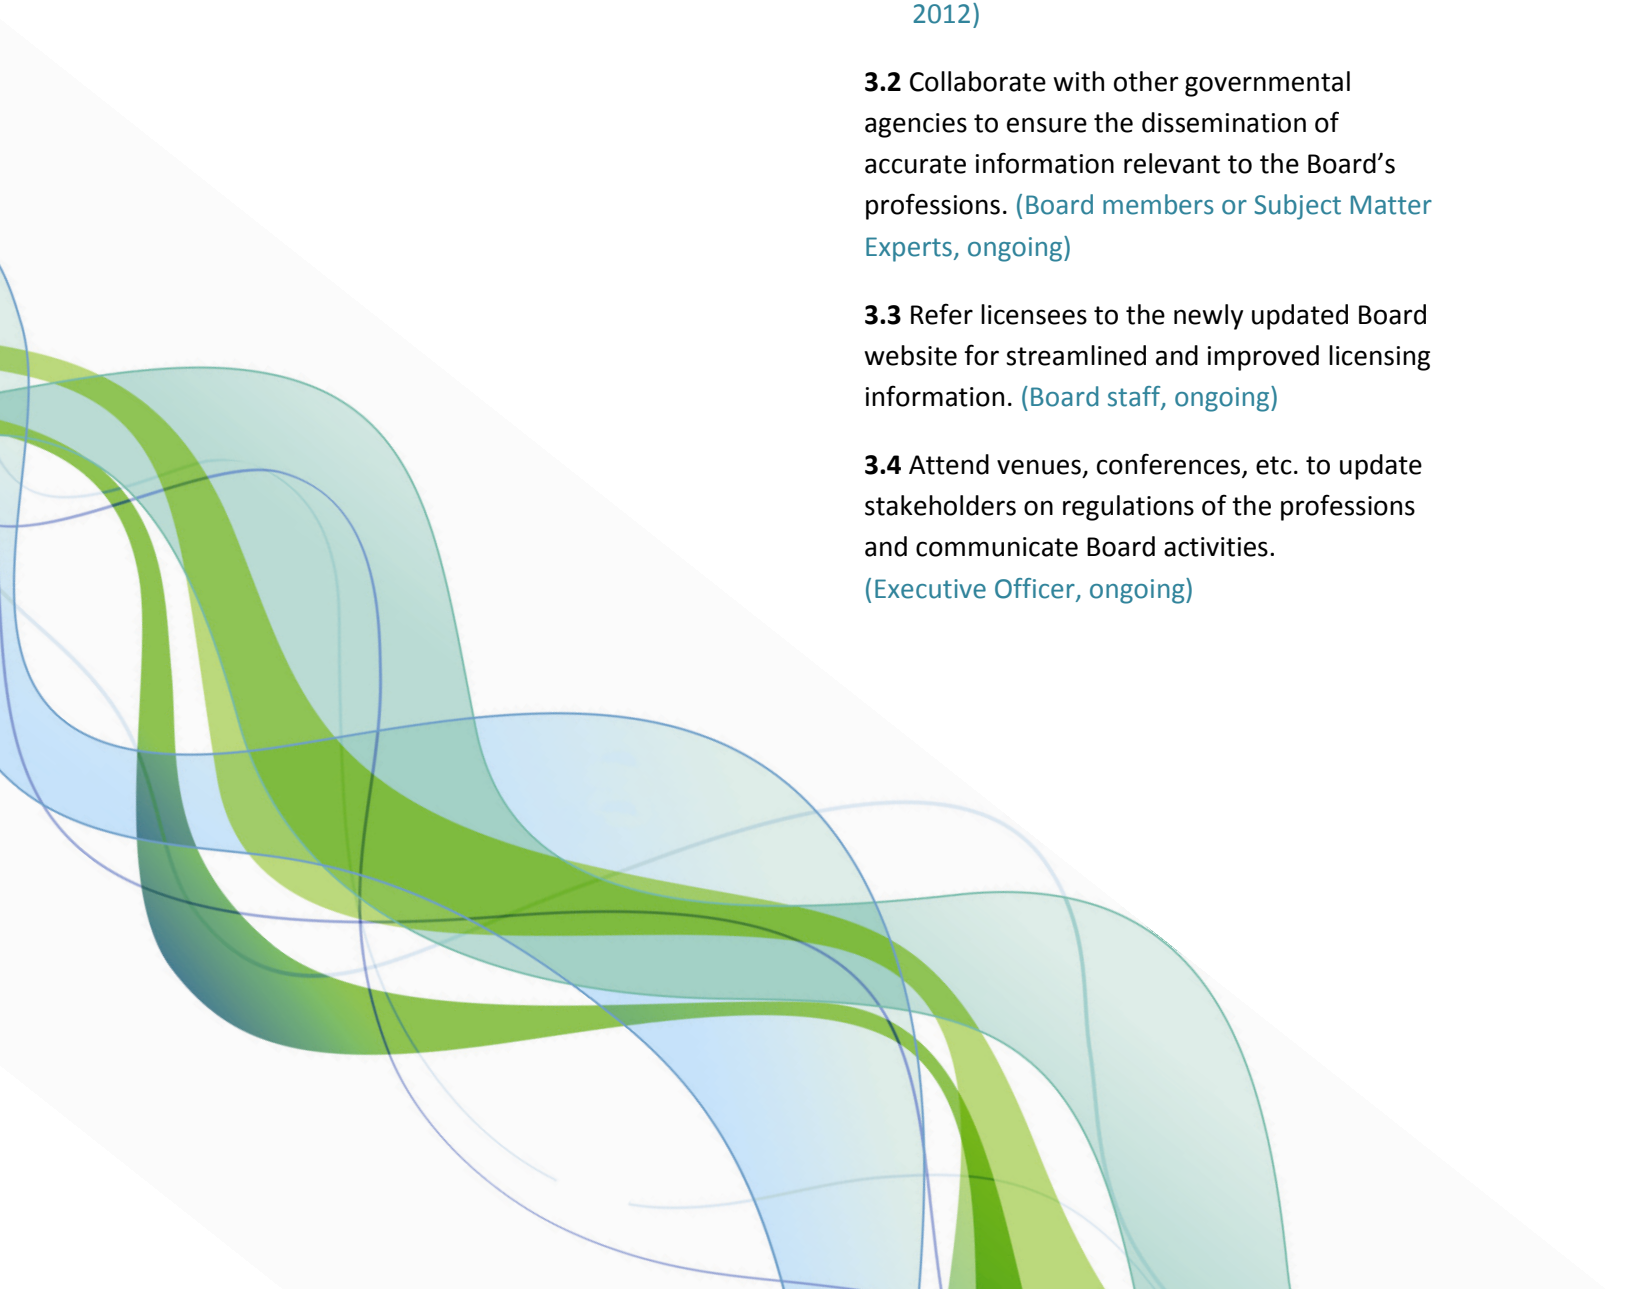 2012)
3.2 Collaborate with other governmental
agencies to ensure the dissemination of
accurate information relevant to the Board’s
professions. (Board members or Subject Matter
Experts, ongoing)
3.3 Refer licensees to the newly updated Board
website for streamlined and improved licensing
information. (Board staff, ongoing)
3.4 Attend venues, conferences, etc. to update
stakeholders on regulations of the professions
and communicate Board activities.
(Executive Officer, ongoing)